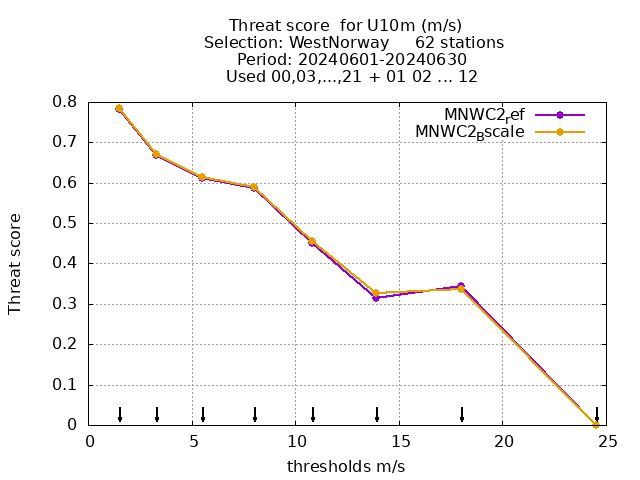 Threat score  for U10m (m/s)
Selection: WestNorway     62 stations
Period: 20240601-20240630
Used 00,03,...,21 + 01 02 ... 12
MNWC2ref
MNWC2Bscale
Threat score
0.8
0.7
0.6
0.5
0.4
0.3
0.2
0.1
0
0 5 10 15 20 25
thresholds m/s